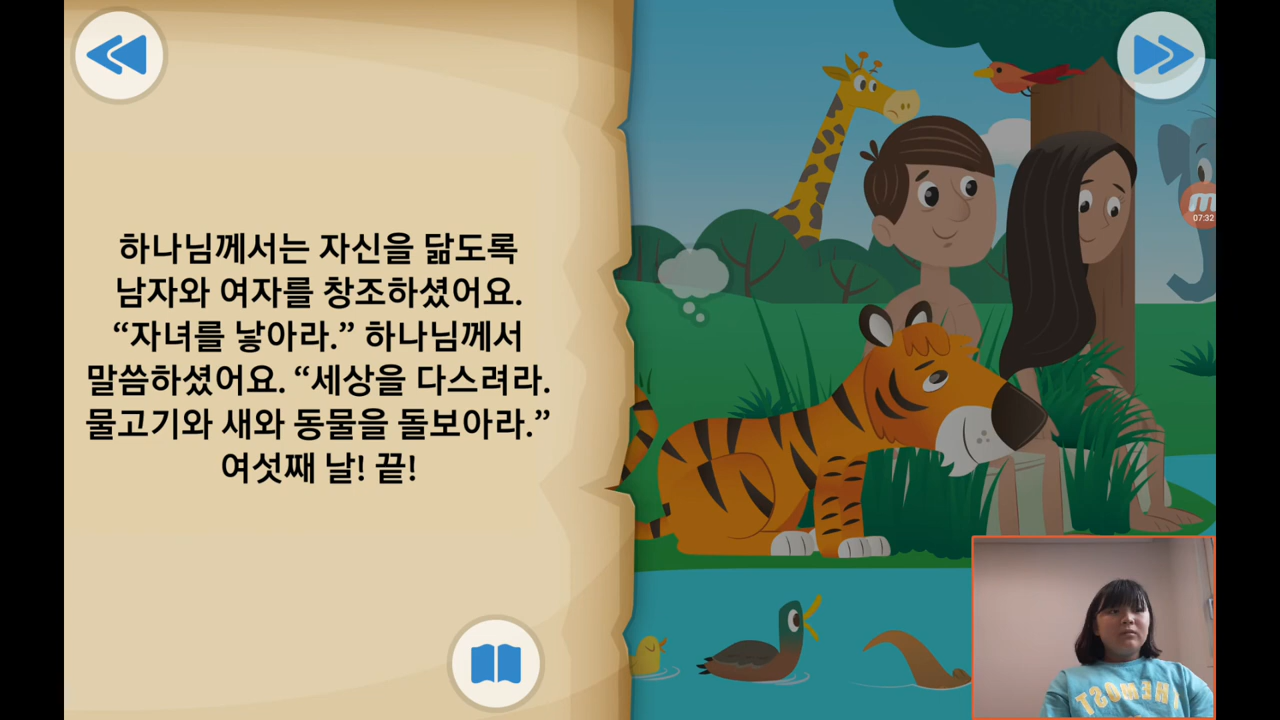 하나님께서는 자신을 닮도록
남자와 여자를 창조하셨어요.
“자녀를 낳아라.” 하나님께서
말씀하셨어요. “세상을 다스려라.
물고기와 새와 동물을 돌보아라.”
여섯째 날! 끝!
07:32
THEMOST